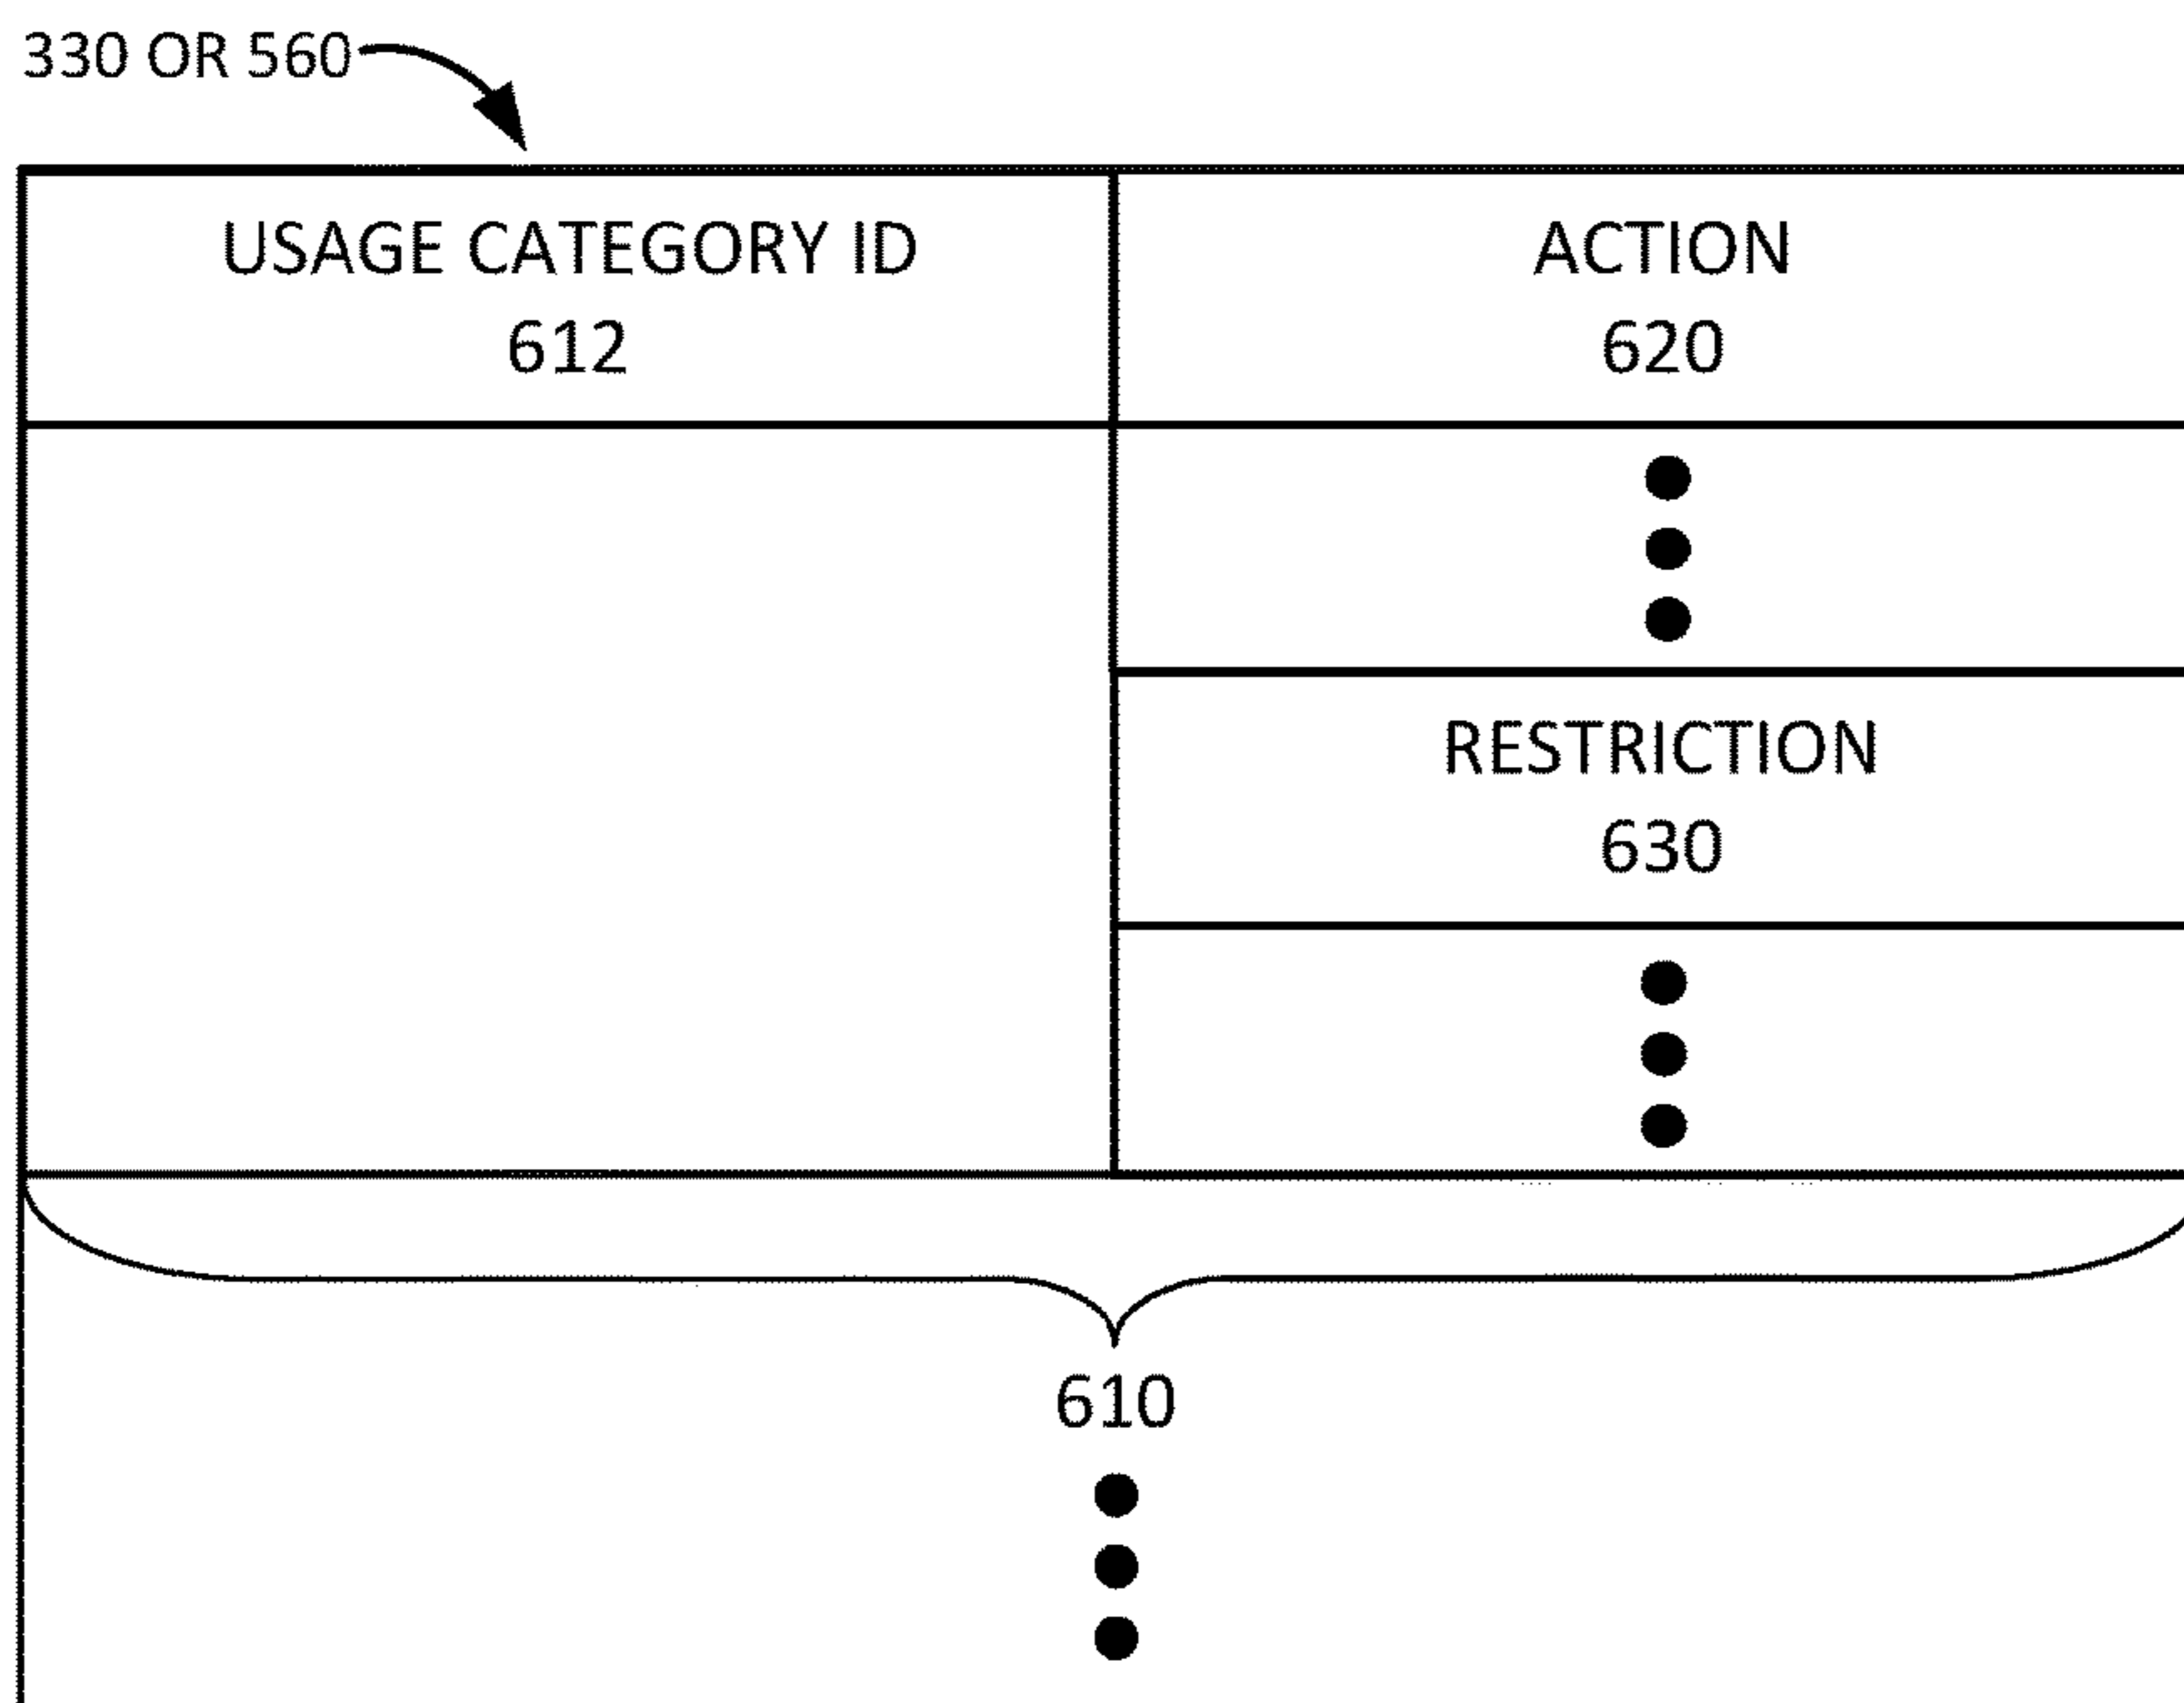 330 OR 560
USAGE CATEGORY ID
612
ACTION
620
RESTRICTION
630
610